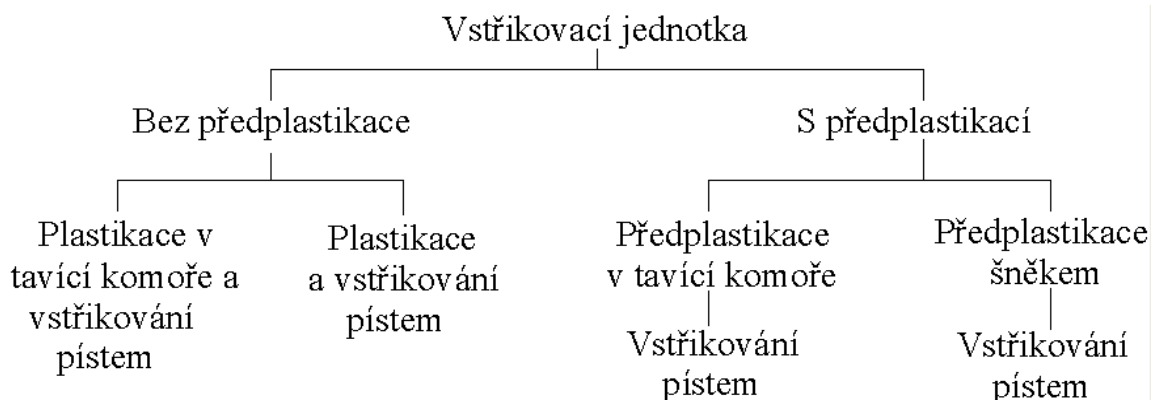 Vstřikovací jednotka
Bez předplastikace
S předplastikací
Plastikace v
tavící komoře a
vstřikování
pístem
Plastikace
a vstřikování
pístem
Předplastikace
v tavící komoře
Vstřikování
pístem
Předplastikace
šněkem
Vstřikování
pístem